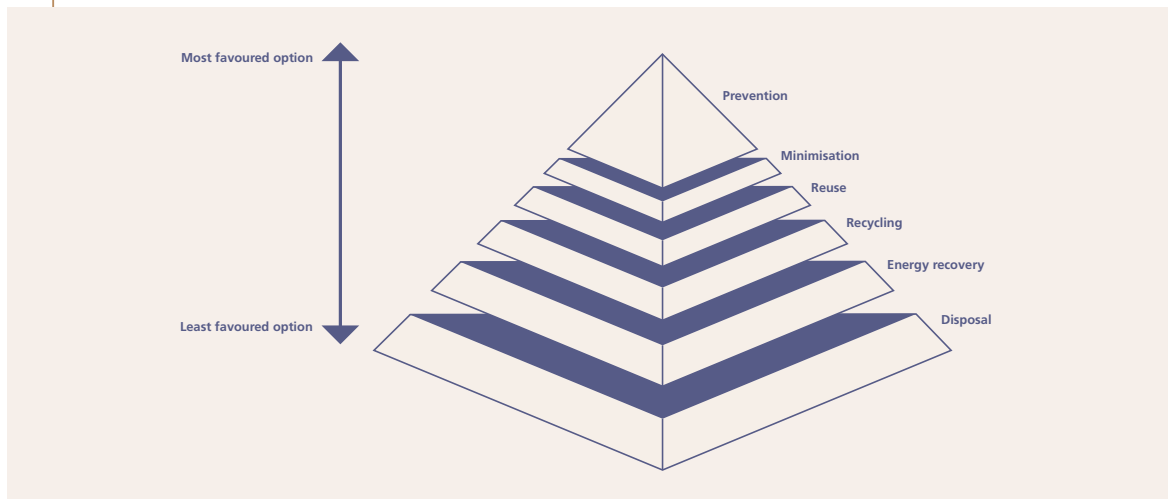 Most favoured option
Prevention
Minimisation
Reuse
Recycling
Energy recovery
Disposal
Least favoured option